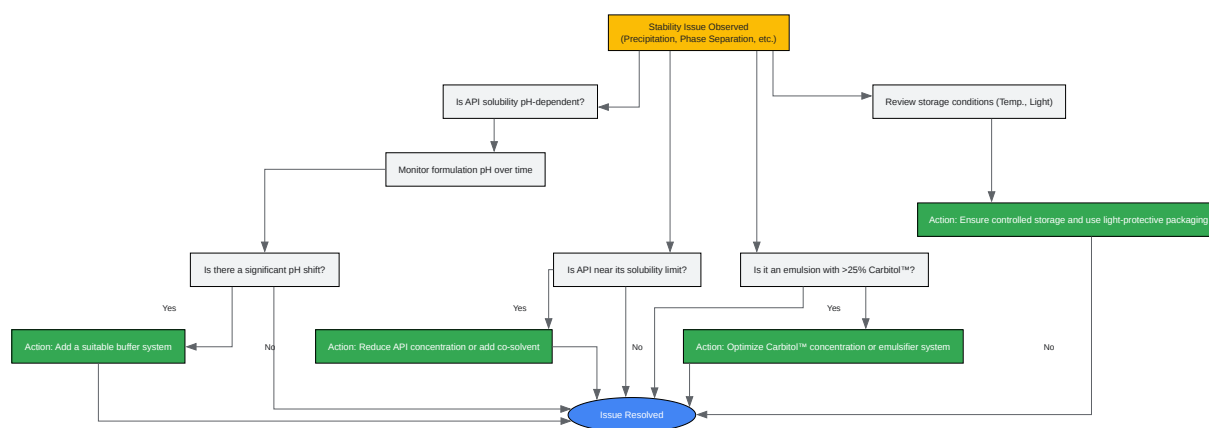 Stability Issue Observed
(Precipitation, Phase Separation, etc.)
Is API solubility pH-dependent?
Review storage conditions (Temp., Light)
Monitor formulation pH over time
Action: Ensure controlled storage and use light-protective packaging
Is there a significant pH shift?
Is API near its solubility limit?
Is it an emulsion with >25% Carbitol™?
Yes
Yes
Yes
Action: Add a suitable buffer system
No
Action: Reduce API concentration or add co-solvent
No
Action: Optimize Carbitol™ concentration or emulsifier system
No
Issue Resolved